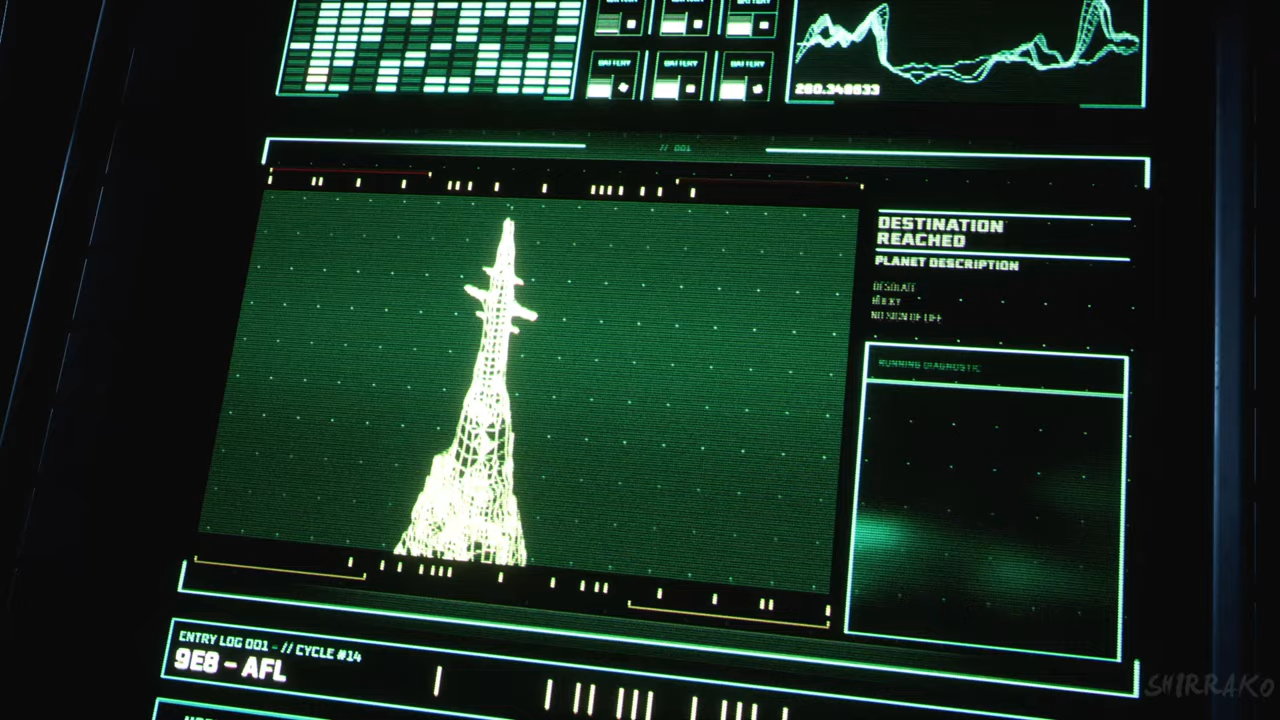 BATTERY BATTERY BATTERY
280.348633
// 001
DESTINATION
REACHED
PLANET DESCRIPTION
DESOLATE
ROCKY
NO SIGN OF LIFE
RUNNING DIAGNOSTIC
ENTRY LOG 001 - // CYCLE #14
9E8 - AFL
SHIRRAKO